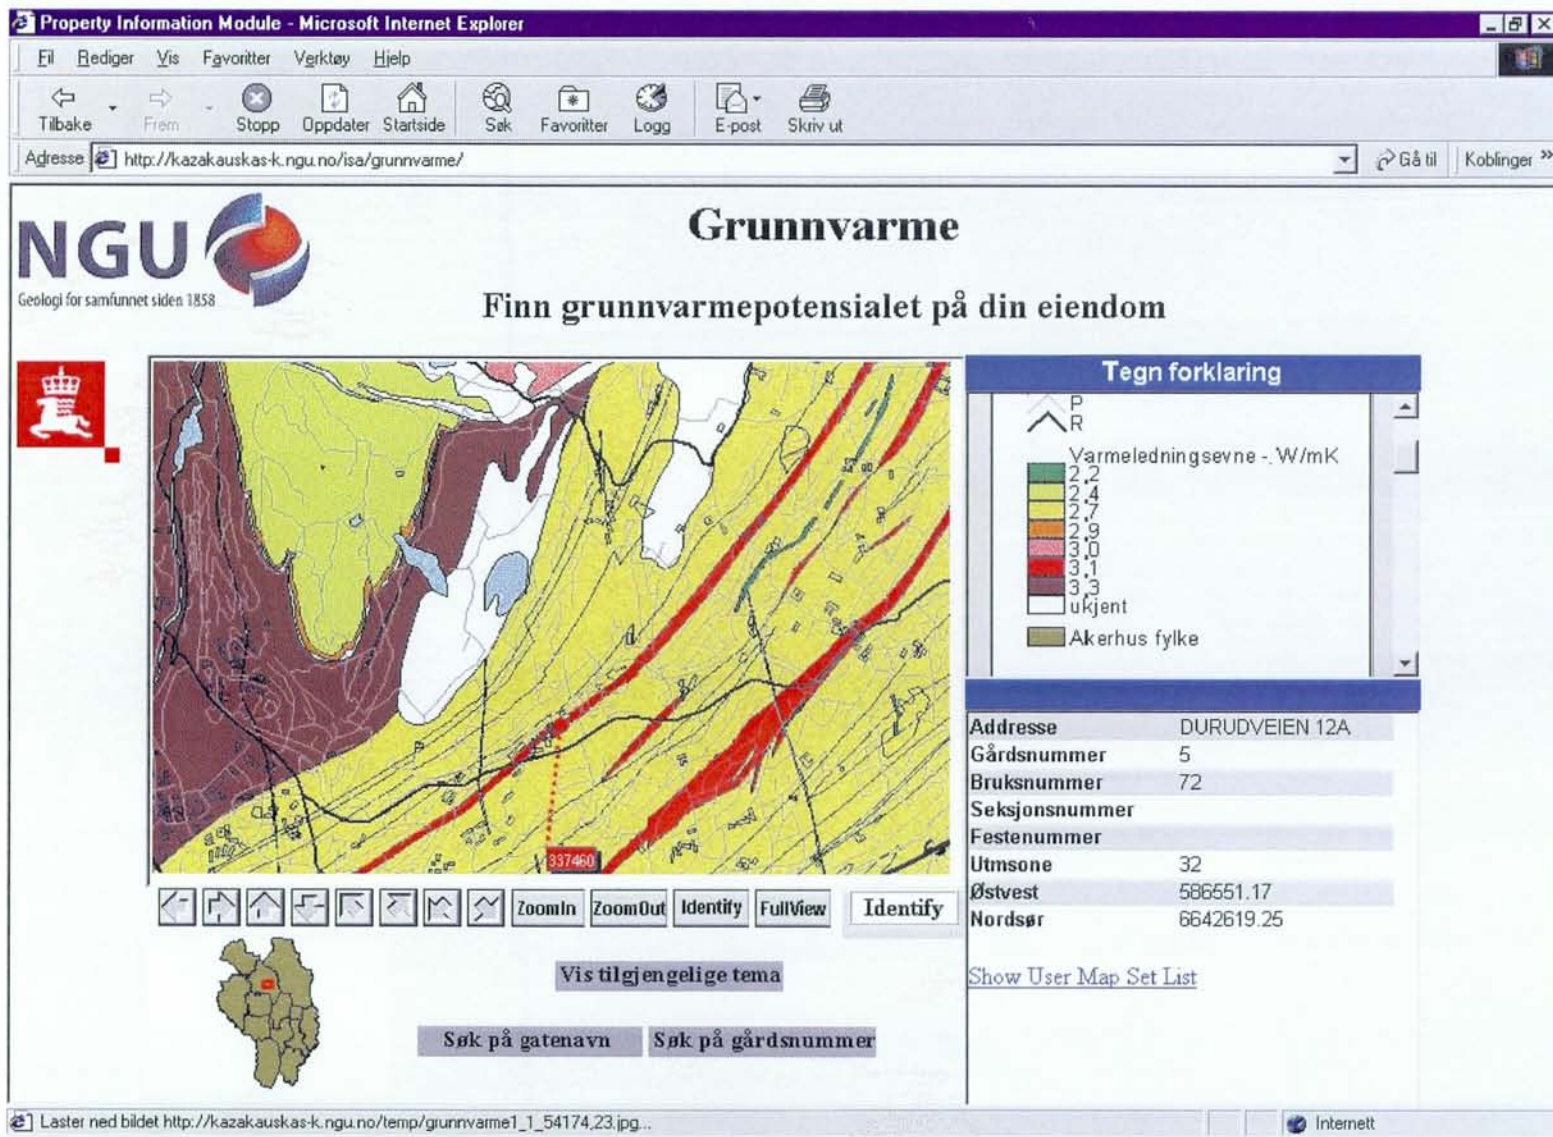 Property Information Module - Microsoft Internet Explorer
Fil Rediger Vis Favoritter Verktøy Hjelp
Tilbake Frem Stopp Oppdater Startside Søk Favoritter Logg E-post Skriv ut
Adresse http://kazakauskas-k.ngu.no/isa/grunnvarme/ Gå til Koblinger »
NGU
Geologi for samfunnet siden 1858
Grunnvarme
Finn grunnvarmepotensialet på din eiendom
Tegn forklaring
P
R
Varmeledningsevne -. W/mK
2,2
2,4
2,7
2,9
3,0
3,1
3,3
ukjent
Akerhus fylke
337460
Addresse DURUDVEIEN 12A
Gårdsnummer 5
Bruksnummer 72
Seksjonsnummer
Festenummer
Utmsone 32
Østvest 586551.17
Nordsør 6642619.25
Show User Map Set List
ZoomIn ZoomOut Identify FullView Identify
Vis tilgjengelige tema
Søk på gatenavn Søk på gårdsnummer
Laster ned bildet http://kazakauskas-k.ngu.no/temp/grunnvarme1_1_54174,23.jpg... Internett